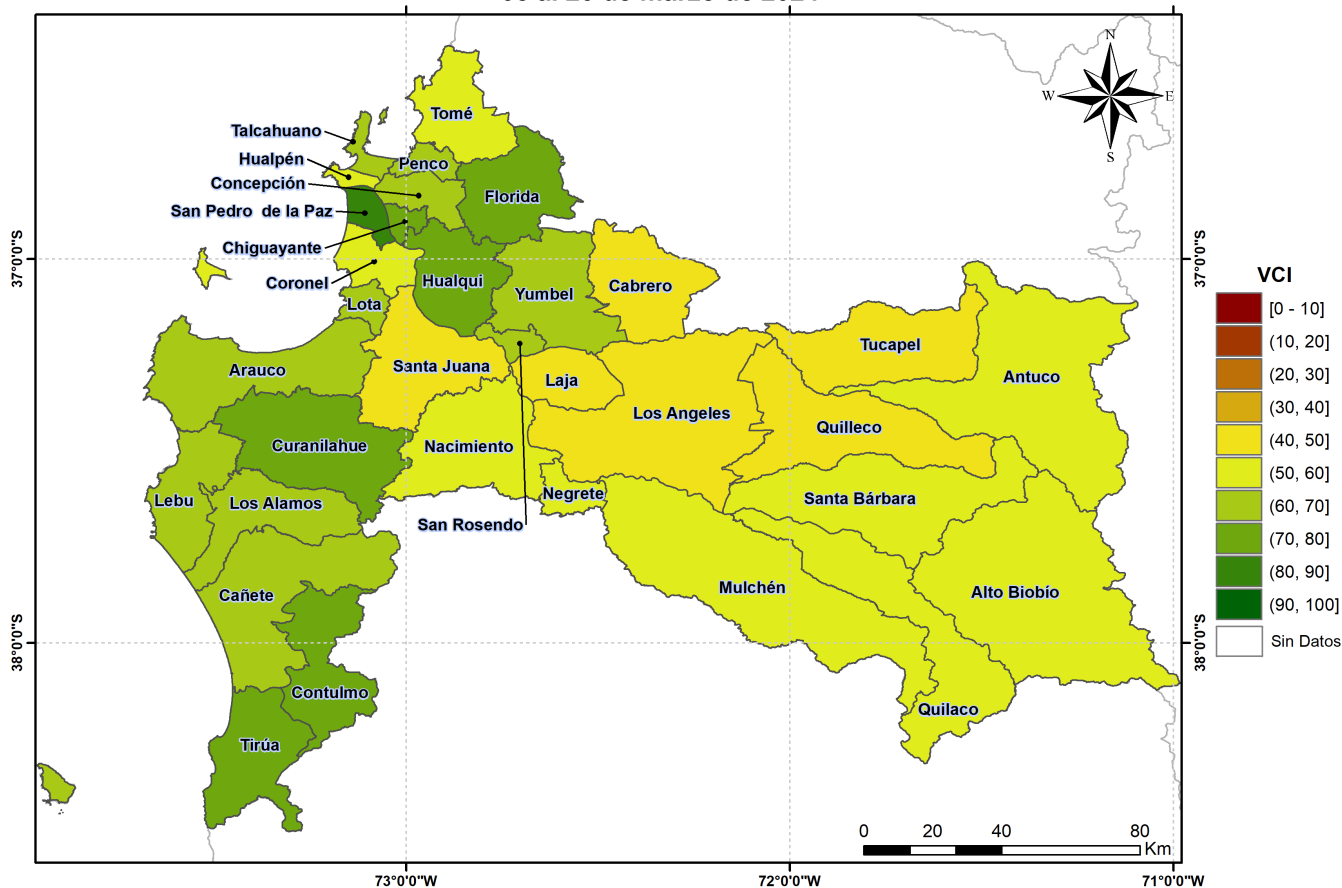 N
W
E
S
Tomé
Talcahuano
Hualpén
Penco
Concepción
Florida
San Pedro de la Paz
Chiguayante
37°0'0"S
37°0'0"S
Coronel
Hualqui
Cabrero
Yumbel
Lota
Tucapel
Arauco
Santa Juana
Laja
Antuco
Los Angeles
Quilleco
Curanilahue
Nacimiento
Negrete
Santa Bárbara
Lebu
Los Alamos
San Rosendo
Mulchén
Alto Biobío
Cañete
38°0'0"S
38°0'0"S
Contulmo
Quilaco
Tirúa
0 20 40 80
Km
73°0'0"W
72°0'0"W
71°0'0"W
VCI
[0 - 10]
(10, 20]
(20, 30]
(30, 40]
(40, 50]
(50, 60]
(60, 70]
(70, 80]
(80, 90]
(90, 100]
Sin Datos